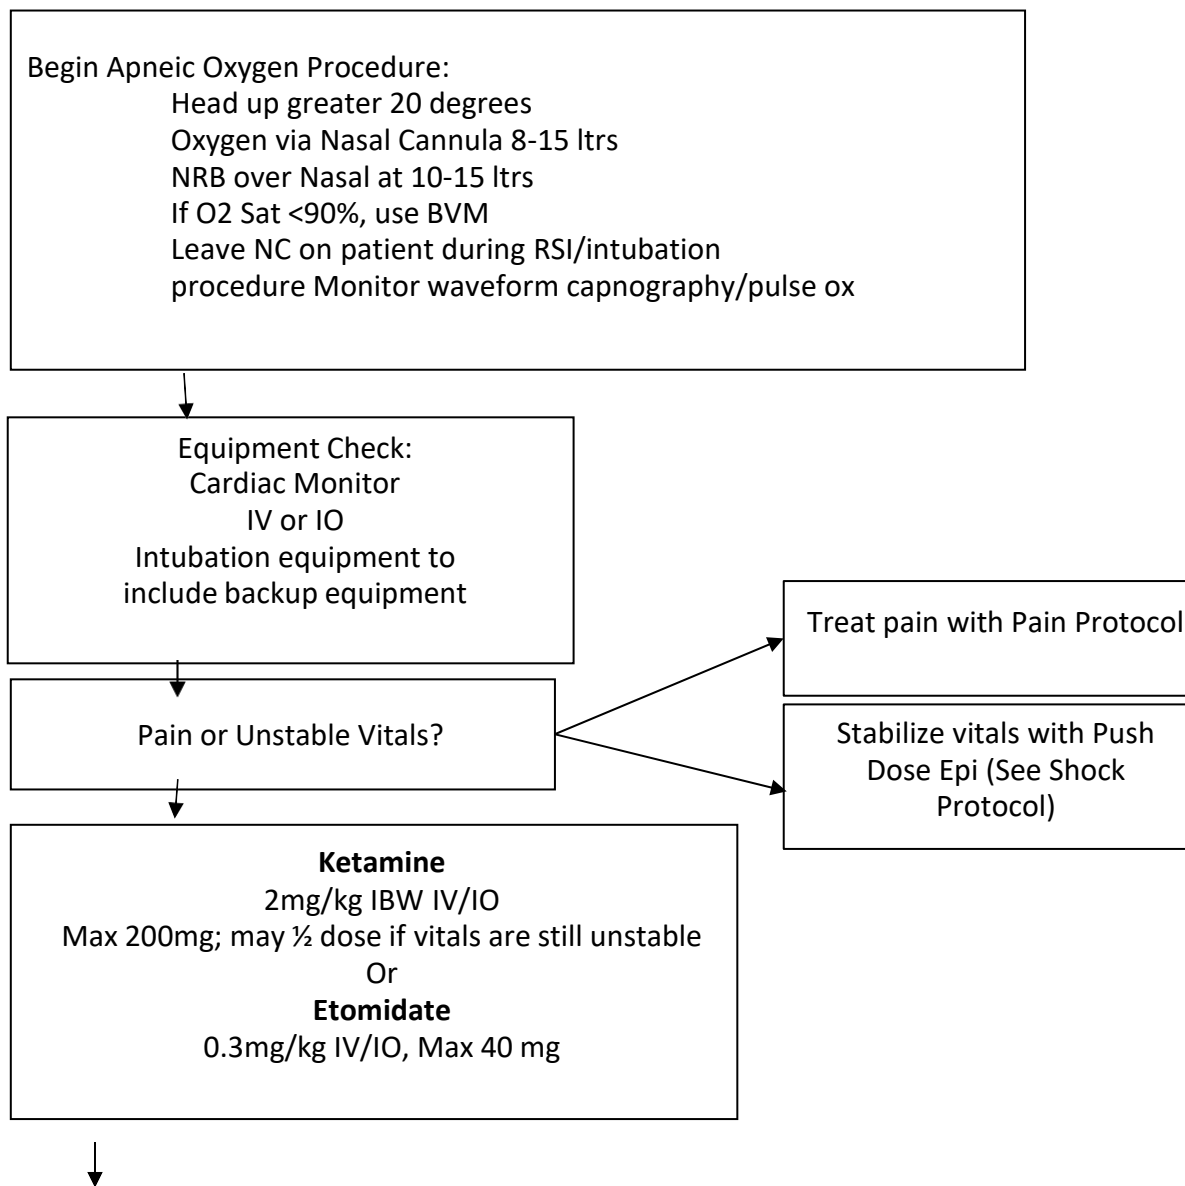 Begin Apneic Oxygen Procedure:
Head up greater 20 degrees
Oxygen via Nasal Cannula 8-15 ltrs
NRB over Nasal at 10-15 ltrs
If O2 Sat <90%, use BVM
Leave NC on patient during RSI/intubation
procedure Monitor waveform capnography/pulse ox
Equipment Check:
Cardiac Monitor
IV or IO
Intubation equipment to
include backup equipment
Pain or Unstable Vitals?
Treat pain with Pain Protocol
Stabilize vitals with Push
Dose Epi (See Shock
Protocol)
Ketamine
2mg/kg IBW IV/IO
Max 200mg; may ½ dose if vitals are still unstable
Or
Etomidate
0.3mg/kg IV/IO, Max 40 mg